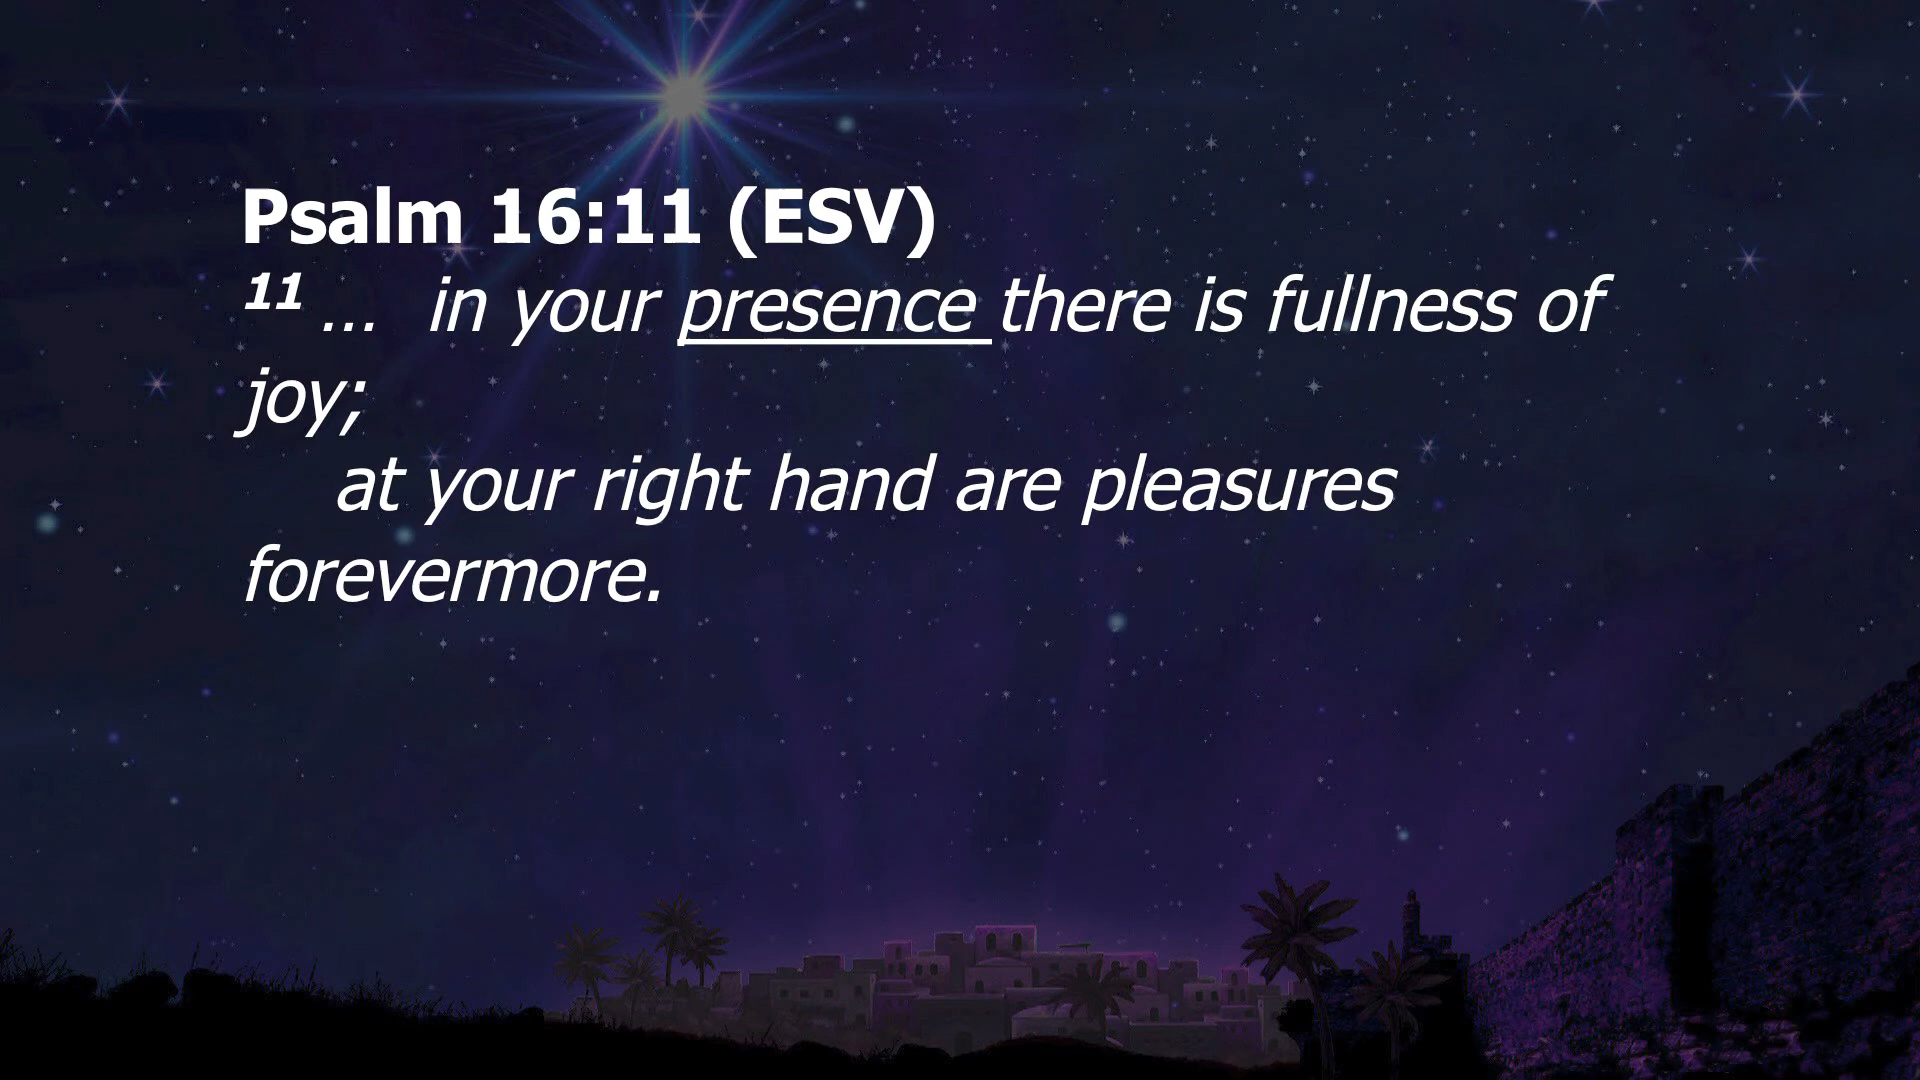 Psalm 16:11 (ESV)
11 … in your presence there is fullness of
joy;
at your right hand are pleasures
forevermore.